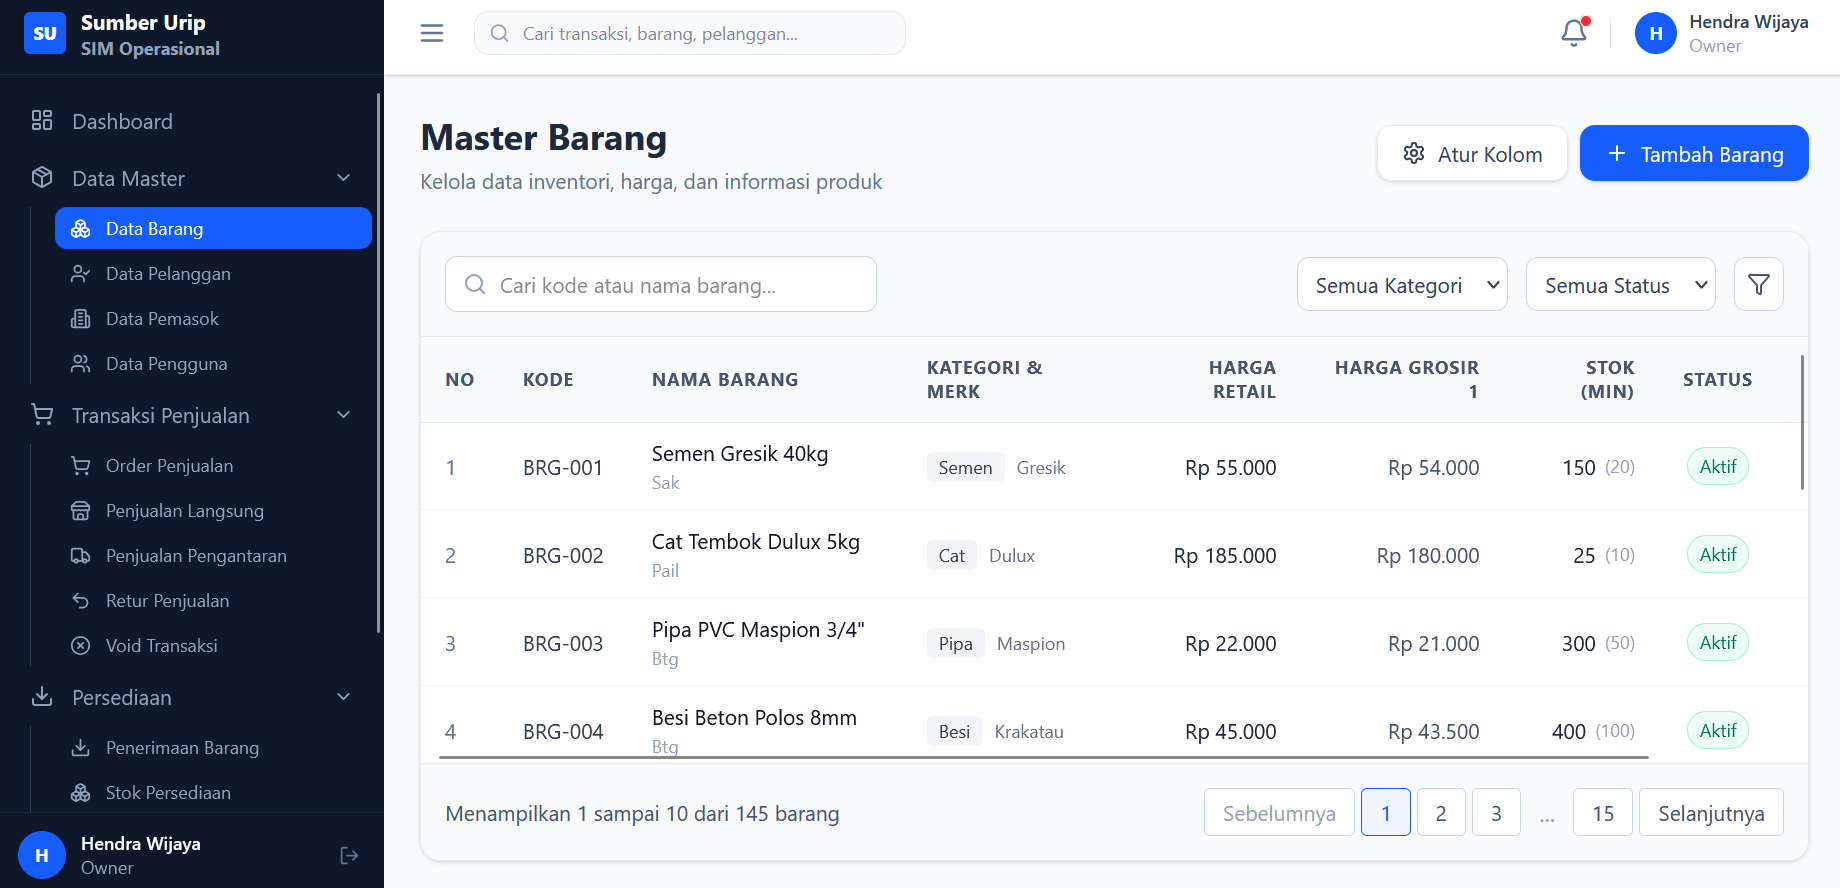 SU
Sumber Urip
SIM Operasional
Dashboard
Data Master
Data Barang
Data Pelanggan
Data Pemasok
Data Pengguna
Transaksi Penjualan
Order Penjualan
Penjualan Langsung
Penjualan Pengantaran
Retur Penjualan
Void Transaksi
Persediaan
Penerimaan Barang
Stok Persediaan
H
Hendra Wijaya
Owner
Cari transaksi, barang, pelanggan...
H
Hendra Wijaya
Owner
Master Barang
Kelola data inventori, harga, dan informasi produk
Atur Kolom
Tambah Barang
Cari kode atau nama barang...
Semua Kategori
Semua Status
NO KODE NAMA BARANG KATEGORI & MERK HARGA RETAIL HARGA GROSIR 1 STOK (MIN) STATUS
1 BRG-001 Semen Gresik 40kg Semen Gresik Rp 55.000 Rp 54.000 150 (20) Aktif
Sak
2 BRG-002 Cat Tembok Dulux 5kg Cat Dulux Rp 185.000 Rp 180.000 25 (10) Aktif
Pail
3 BRG-003 Pipa PVC Maspion 3/4" Pipa Maspion Rp 22.000 Rp 21.000 300 (50) Aktif
Btg
4 BRG-004 Besi Beton Polos 8mm Besi Krakatau Rp 45.000 Rp 43.500 400 (100) Aktif
Btg
Menampilkan 1 sampai 10 dari 145 barang
Sebelumnya 1 2 3 ... 15 Selanjutnya